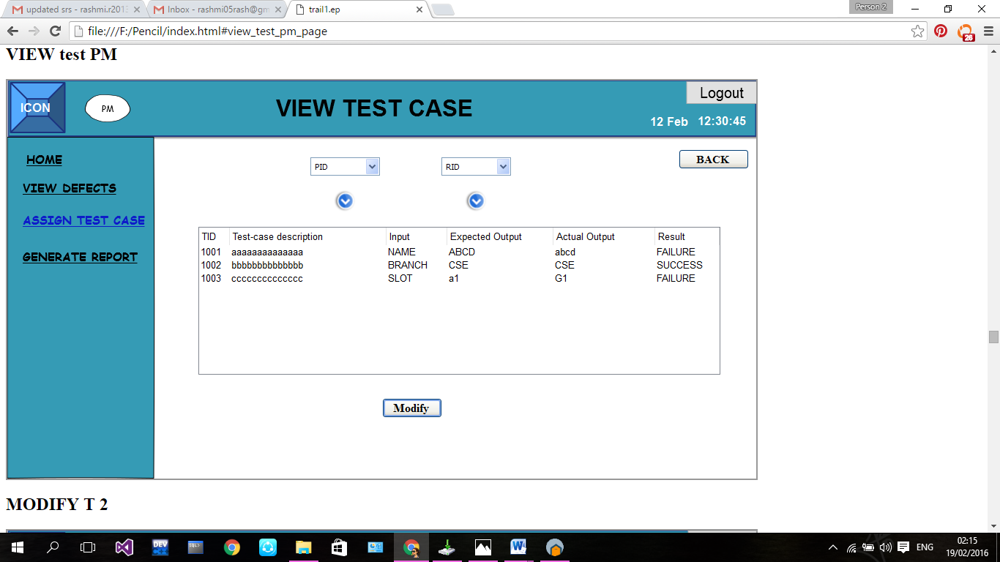 updated srs - rashmi.r2013
Inbox - rashmi05rash@gm
trail1.ep
Person 2
file:///F:/Pencil/index.html#view_test_pm_page
26
VIEW test PM
ICON
PM
VIEW TEST CASE
Logout
12 Feb 12:30:45
HOME
VIEW DEFECTS
ASSIGN TEST CASE
GENERATE REPORT
PID
RID
BACK
TID Test-case description Input Expected Output Actual Output Result
1001 aaaaaaaaaaaaaa NAME ABCD abcd FAILURE
1002 bbbbbbbbbbbbbb BRANCH CSE CSE SUCCESS
1003 cccccccccccccc SLOT a1 G1 FAILURE
Modify
MODIFY T 2
DEV
SQL>
W
ENG
02:15
19/02/2016